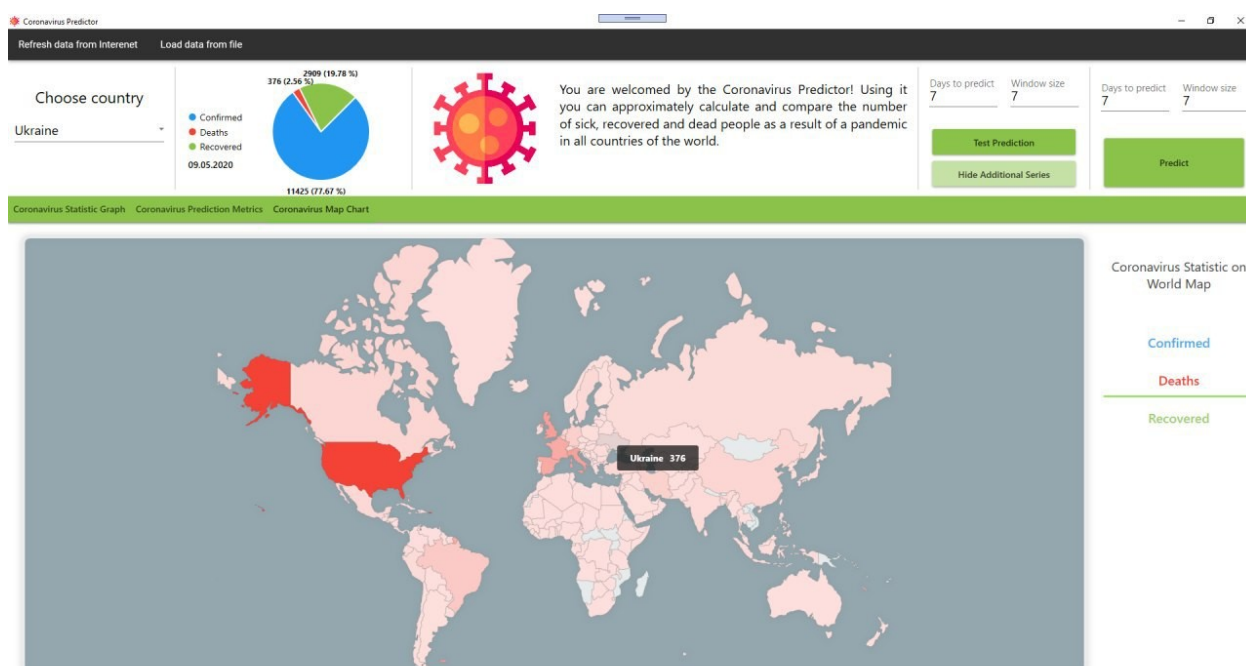 Coronavirus Predictor
Refresh data from Interenet Load data from file
Choose country
Ukraine
2909 (19.78 %)
376 (2.56 %)
Confirmed
Deaths
Recovered
09.05.2020
11425 (77.67 %)
You are welcomed by the Coronavirus Predictor! Using it
you can approximately calculate and compare the number
of sick, recovered and dead people as a result of a pandemic
in all countries of the world.
Days to predict Window size
7 7
Test Prediction
Hide Additional Series
Days to predict Window size
7 7
Predict
Coronavirus Statistic Graph Coronavirus Prediction Metrics Coronavirus Map Chart
Ukraine 376
Coronavirus Statistic on
World Map
Confirmed
Deaths
Recovered